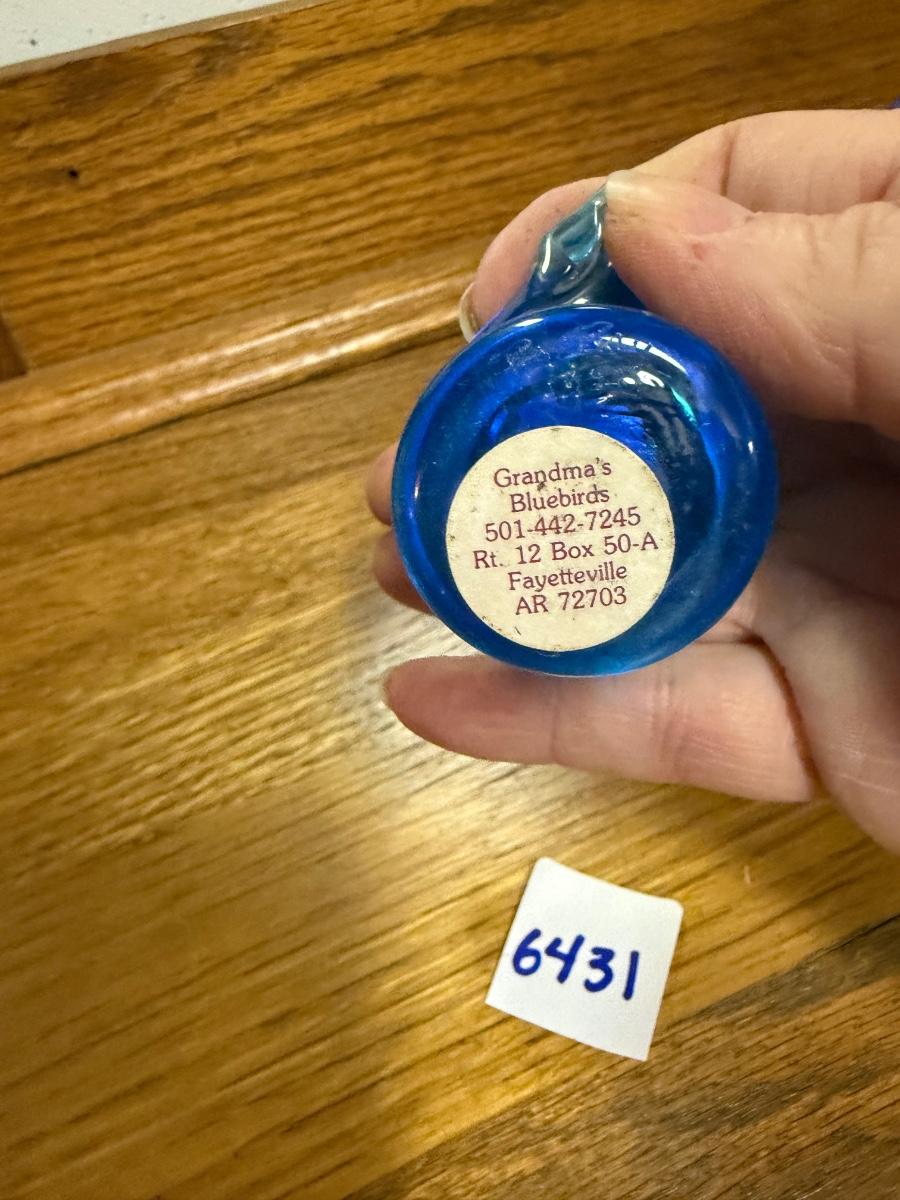 Grandma's
Bluebirds
501-442-7245
Rt. 12 Box 50-A
Fayetteville
AR 72703
6431